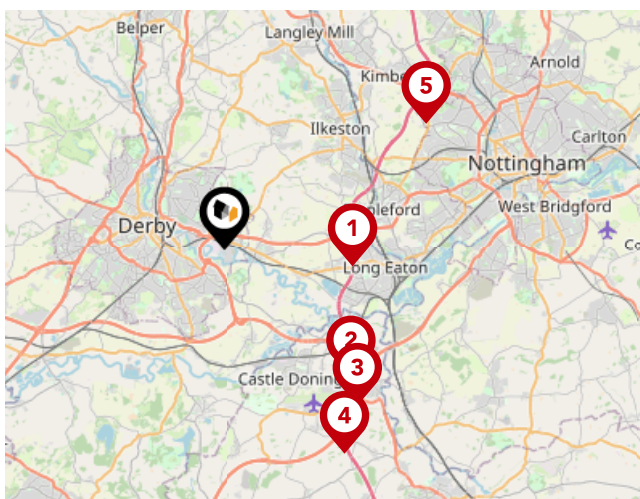 Belper
Langley Mill
Arnold
Kimbe
5
Ilkeston
Carlton
Nottingham
West Bridgford
pleford
Derby
1
Long Eaton
2
3
Castle Doning
4